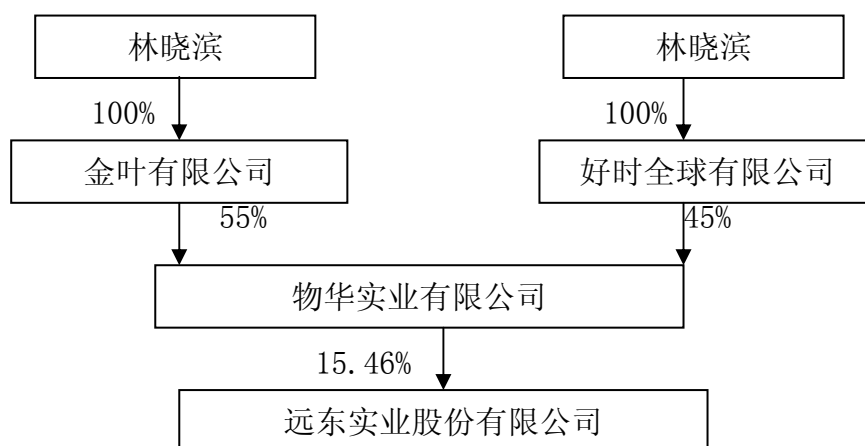 林晓滨
林晓滨
100%
100%
金叶有限公司
好时全球有限公司
55%
45%
物华实业有限公司
15.46%
远东实业股份有限公司